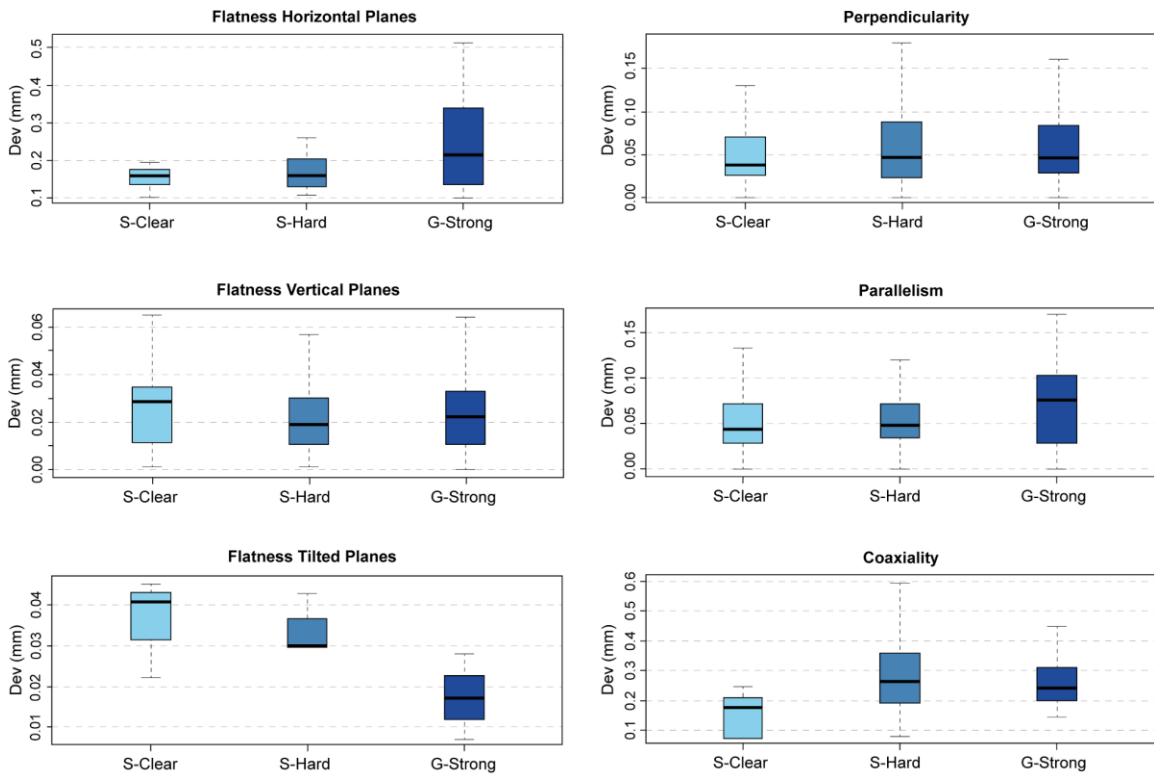 Flatness Horizontal Planes
Dev (mm)
0.5
0.4
0.3
0.2
0.1
S-Clear S-Hard G-Strong
Perpendicularity
Dev (mm)
0.15
0.10
0.05
0.00
S-Clear S-Hard G-Strong
Flatness Vertical Planes
Dev (mm)
0.06
0.04
0.02
0.00
S-Clear S-Hard G-Strong
Parallelism
Dev (mm)
0.15
0.10
0.05
0.00
S-Clear S-Hard G-Strong
Flatness Tilted Planes
Dev (mm)
0.04
0.03
0.02
0.01
S-Clear S-Hard G-Strong
Coaxiality
Dev (mm)
0.6
0.5
0.4
0.3
0.2
0.1
S-Clear S-Hard G-Strong